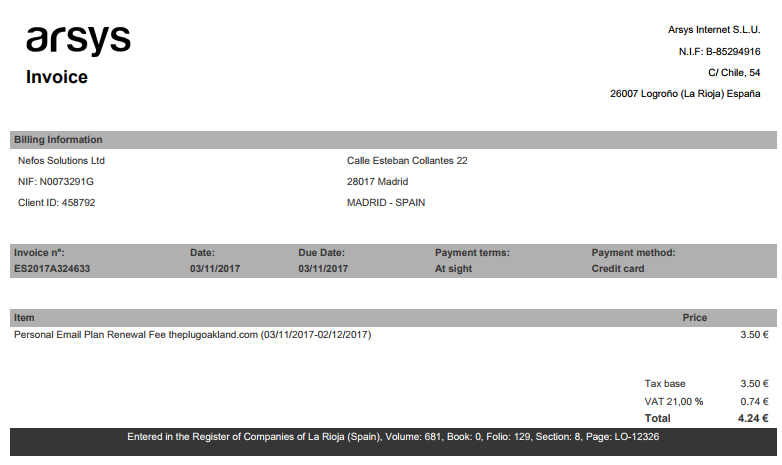 arsys
Invoice
Arsys Internet S.L.U.
N.I.F: B-85294916
C/ Chile, 54
26007 Logroño (La Rioja) España
Billing Information
Nefos Solutions Ltd Calle Esteban Collantes 22
NIF: N0073291G 28017 Madrid
Client ID: 458792 MADRID - SPAIN
Invoice nº: Date: Due Date: Payment terms: Payment method:
ES2017A324633 03/11/2017 03/11/2017 At sight Credit card
Item Price
Personal Email Plan Renewal Fee theplugoakland.com (03/11/2017-02/12/2017) 3.50 €
Tax base 3.50 €
VAT 21,00 % 0.74 €
Total 4.24 €
Entered in the Register of Companies of La Rioja (Spain), Volume: 681, Book: 0, Folio: 129, Section: 8, Page: LO-12326